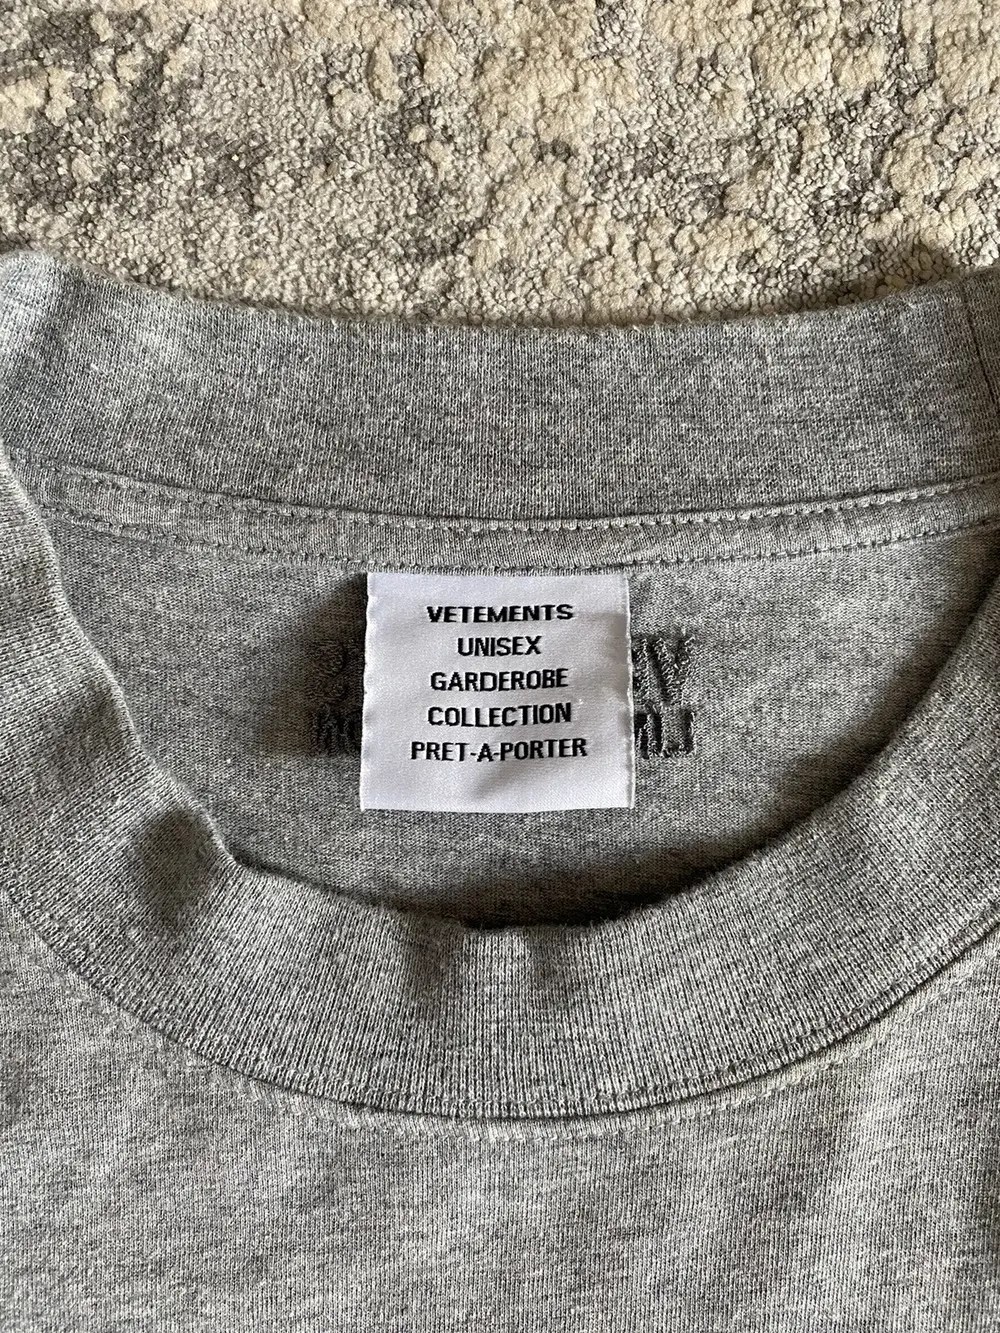 VETEMENTS
UNISEX
GARDEROBE
COLLECTION
PRET-A-PORTER